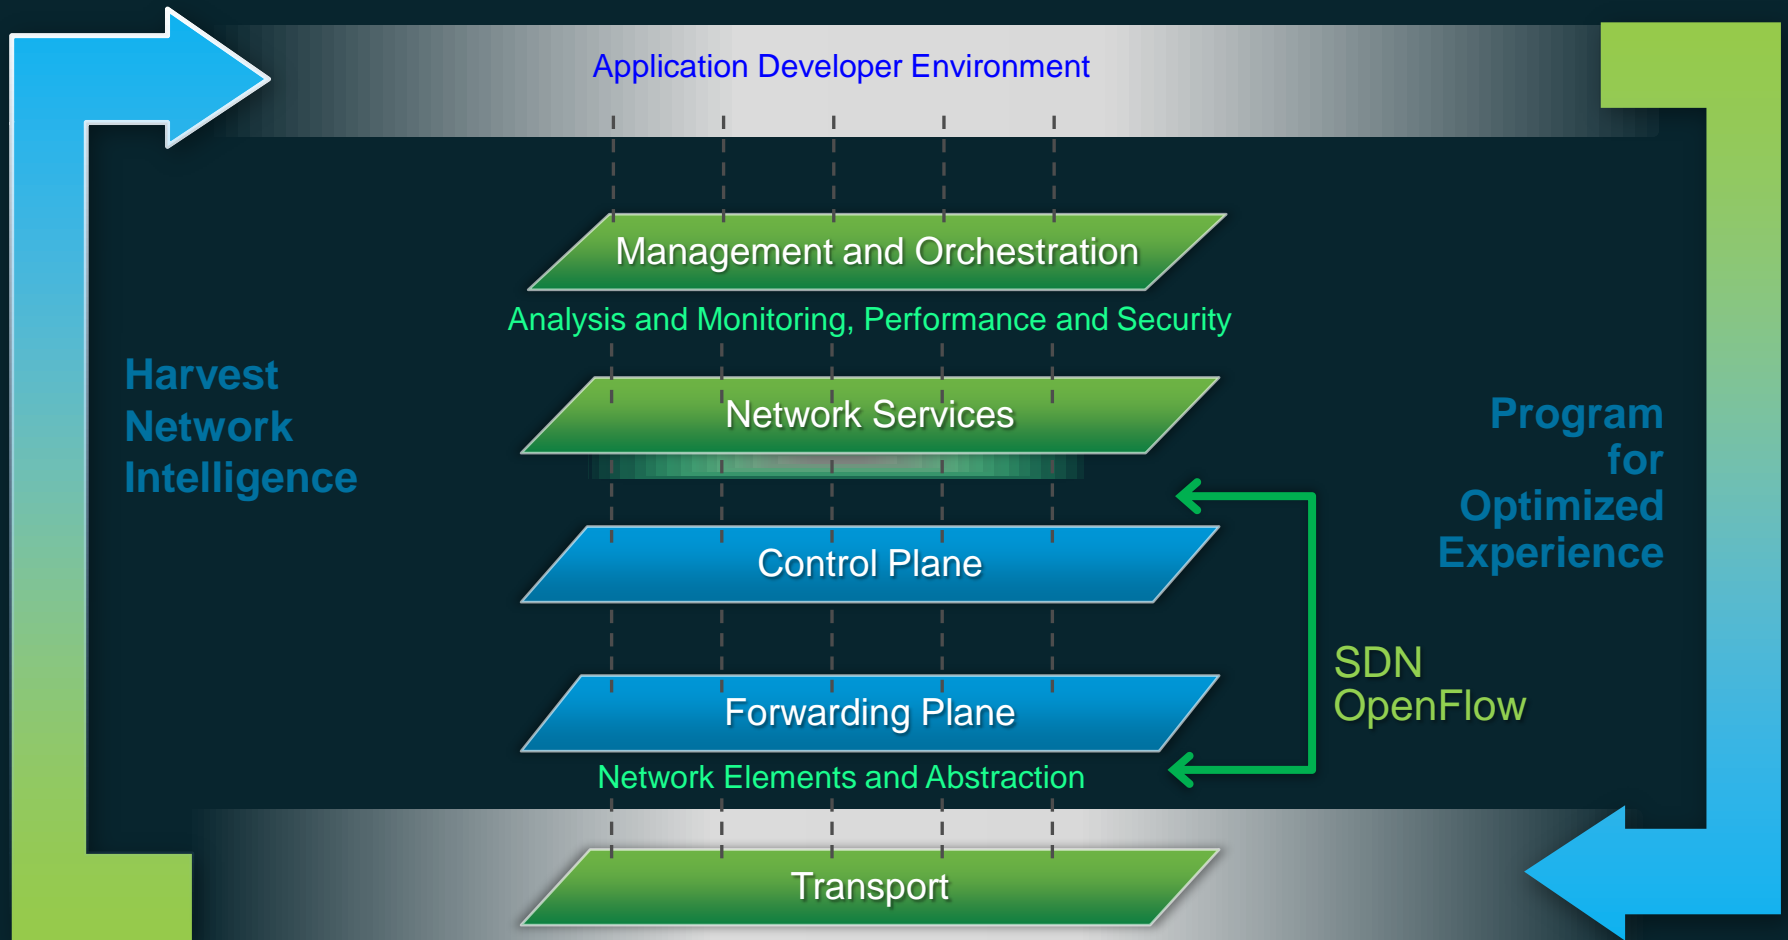 Application Developer Environment
Management and Orchestration
Analysis and Monitoring, Performance and Security
Harvest
Network
Intelligence
Network Services
Program
for
Optimized
Experience
Control Plane
SDN
OpenFlow
Forwarding Plane
Network Elements and Abstraction
Transport